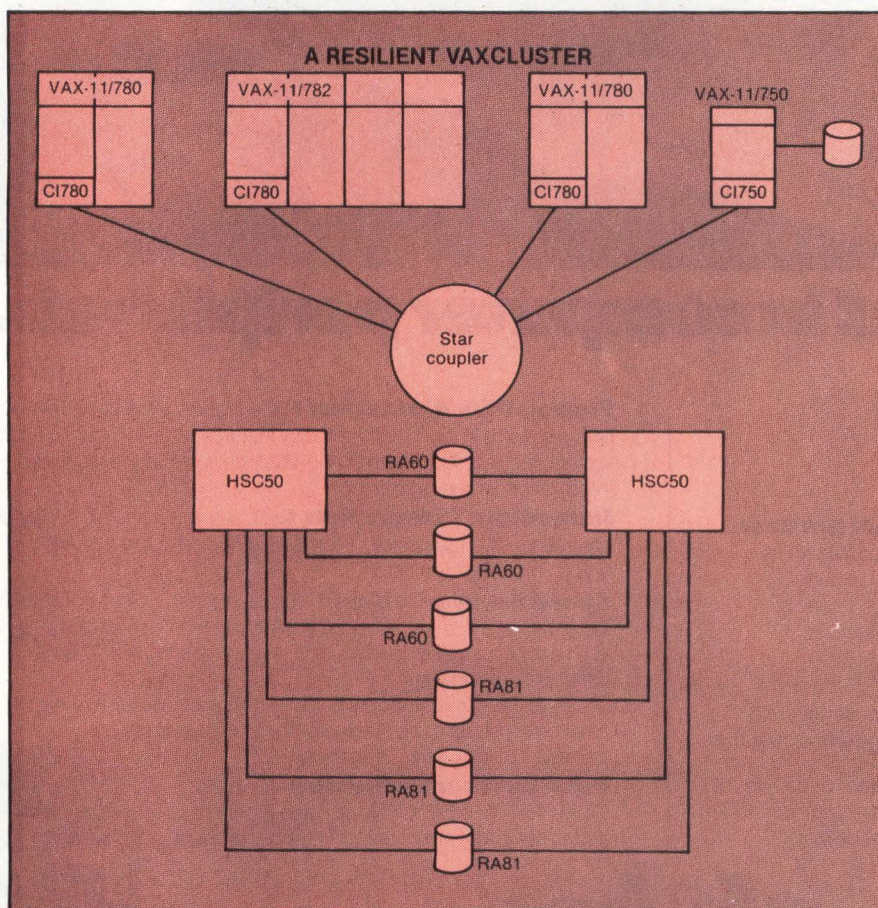 A RESILIENT VAXCLUSTER
VAX-11/780
VAX-11/782
VAX-11/780
VAX-11/750
CI780
CI780
CI780
CI750
Star
coupler
HSC50
RA60
HSC50
RA60
RA60
RA81
RA81
RA81